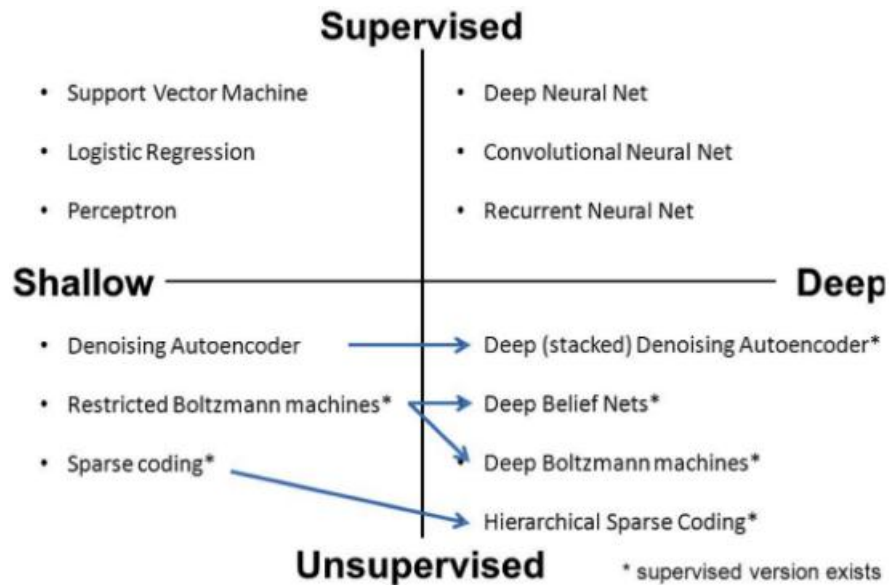 Supervised
• Support Vector Machine
• Logistic Regression
• Perceptron
• Deep Neural Net
• Convolutional Neural Net
• Recurrent Neural Net
Shallow
Deep
• Denoising Autoencoder
• Restricted Boltzmann machines*
• Sparse coding*
Deep (stacked) Denoising Autoencoder*
Deep Belief Nets*
• Deep Boltzmann machines*
Hierarchical Sparse Coding*
Unsupervised
* supervised version exists